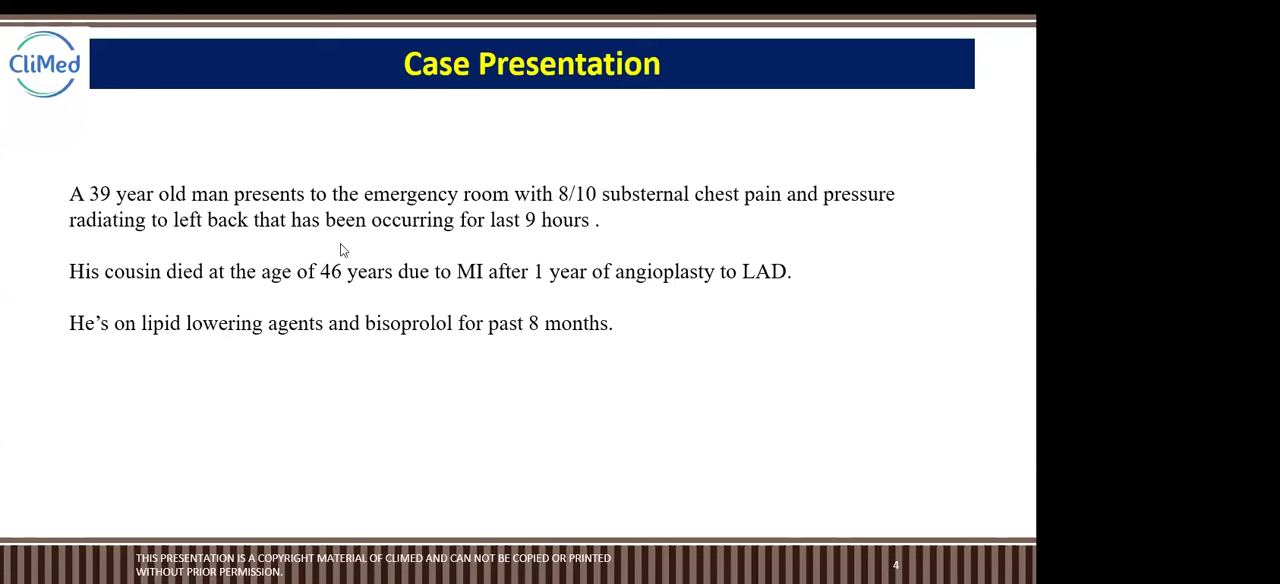 CliMed
Case Presentation
A 39 year old man presents to the emergency room with 8/10 substernal chest pain and pressure
radiating to left back that has been occurring for last 9 hours .
His cousin died at the age of 46 years due to MI after 1 year of angioplasty to LAD.
He’s on lipid lowering agents and bisoprolol for past 8 months.
THIS PRESENTATION IS A COPYRIGHT MATERIAL OF CLIMED AND CAN NOT BE COPIED OR PRINTED
WITHOUT PRIOR PERMISSION.
4